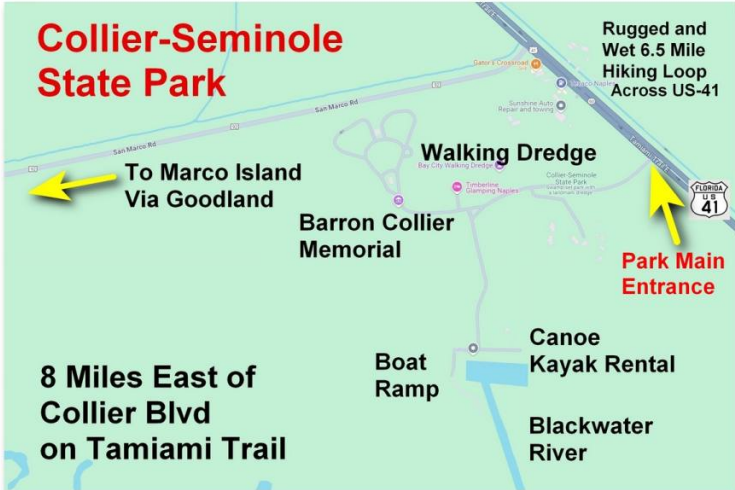 Collier-Seminole
State Park
Rugged and
Wet 6.5 Mile
Hiking Loop
Across US-41
Gator's Crossroad
Sunshine Auto
Repair and towing
San Marco Rd
San Marco Rd
Tamiami Trl E
Walking Dredge
Bay City Walking Dredge
To Marco Island
Via Goodland
Timberline
Glamping Naples
Collier-Seminole
State Park
FLORIDA
US
41
Barron Collier
Memorial
Park Main
Entrance
Canoe
Kayak Rental
Boat
Ramp
8 Miles East of
Collier Blvd
on Tamiami Trail
Blackwater
River